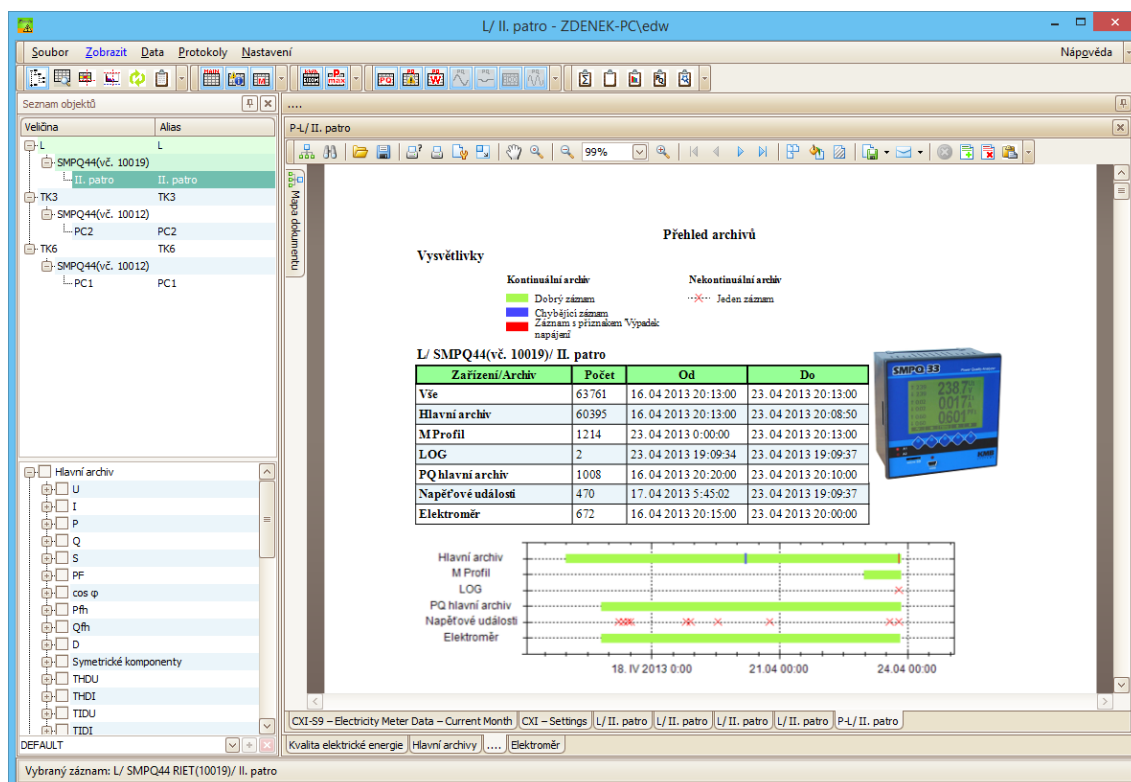 L/ II. patro - ZDENEK-PC\edw
Soubor Zobrazit Data Protokoly Nastavení Nápověda
Seznam objektů
Veličina Alias
L L
SMPQ44(vč. 10019)
II. patro II. patro
TK3 TK3
SMPQ44(vč. 10012)
PC2 PC2
TK6 TK6
SMPQ44(vč. 10012)
PC1 PC1
Hlavní archiv
U
I
P
Q
S
PF
cos φ
Pfh
Qfh
D
Symetrické komponenty
THDU
THDI
TIDU
TIDI
DEFAULT
....
P-L/ II. patro
99%
Mapa dokumentu
Přehled archivů
Vysvětlivky
Kontinuální archiv Nekontinuální archiv
Dobrý záznam Jeden záznam
Chybějící záznam
Záznam s příznakem 'Výpadek
napájení'
L/ SMPQ44(vč. 10019)/ II. patro
Zařízení/Archiv Počet Od Do
Vše 63761 16.04 2013 20:13:00 23.04 2013 20:13:00
Hlavní archiv 60395 16.04 2013 20:13:00 23.04 2013 20:08:50
M Profil 1214 23.04 2013 0:00:00 23.04 2013 20:13:00
LOG 2 23.04 2013 19:09:34 23.04 2013 19:09:37
PQ hlavní archiv 1008 16.04 2013 20:20:00 23.04 2013 20:10:00
Napěťové události 470 17.04 2013 5:45:02 23.04 2013 19:09:37
Elektroměr 672 16.04 2013 20:15:00 23.04 2013 20:00:00
SMPQ 33
238.7
0017
0601
KMB
Hlavní archiv
M Profil
LOG
PQ hlavní archiv
Napěťové události
Elektroměr
18. IV 2013 0:00 21.04 00:00 24.04 00:00
CXI-S9 – Electricity Meter Data – Current Month CXI – Settings L/ II. patro L/ II. patro L/ II. patro L/ II. patro P-L/ II. patro
Kvalita elektrické energie Hlavní archivy .... Elektroměr
Vybraný záznam: L/ SMPQ44 RIET(10019)/ II. patro